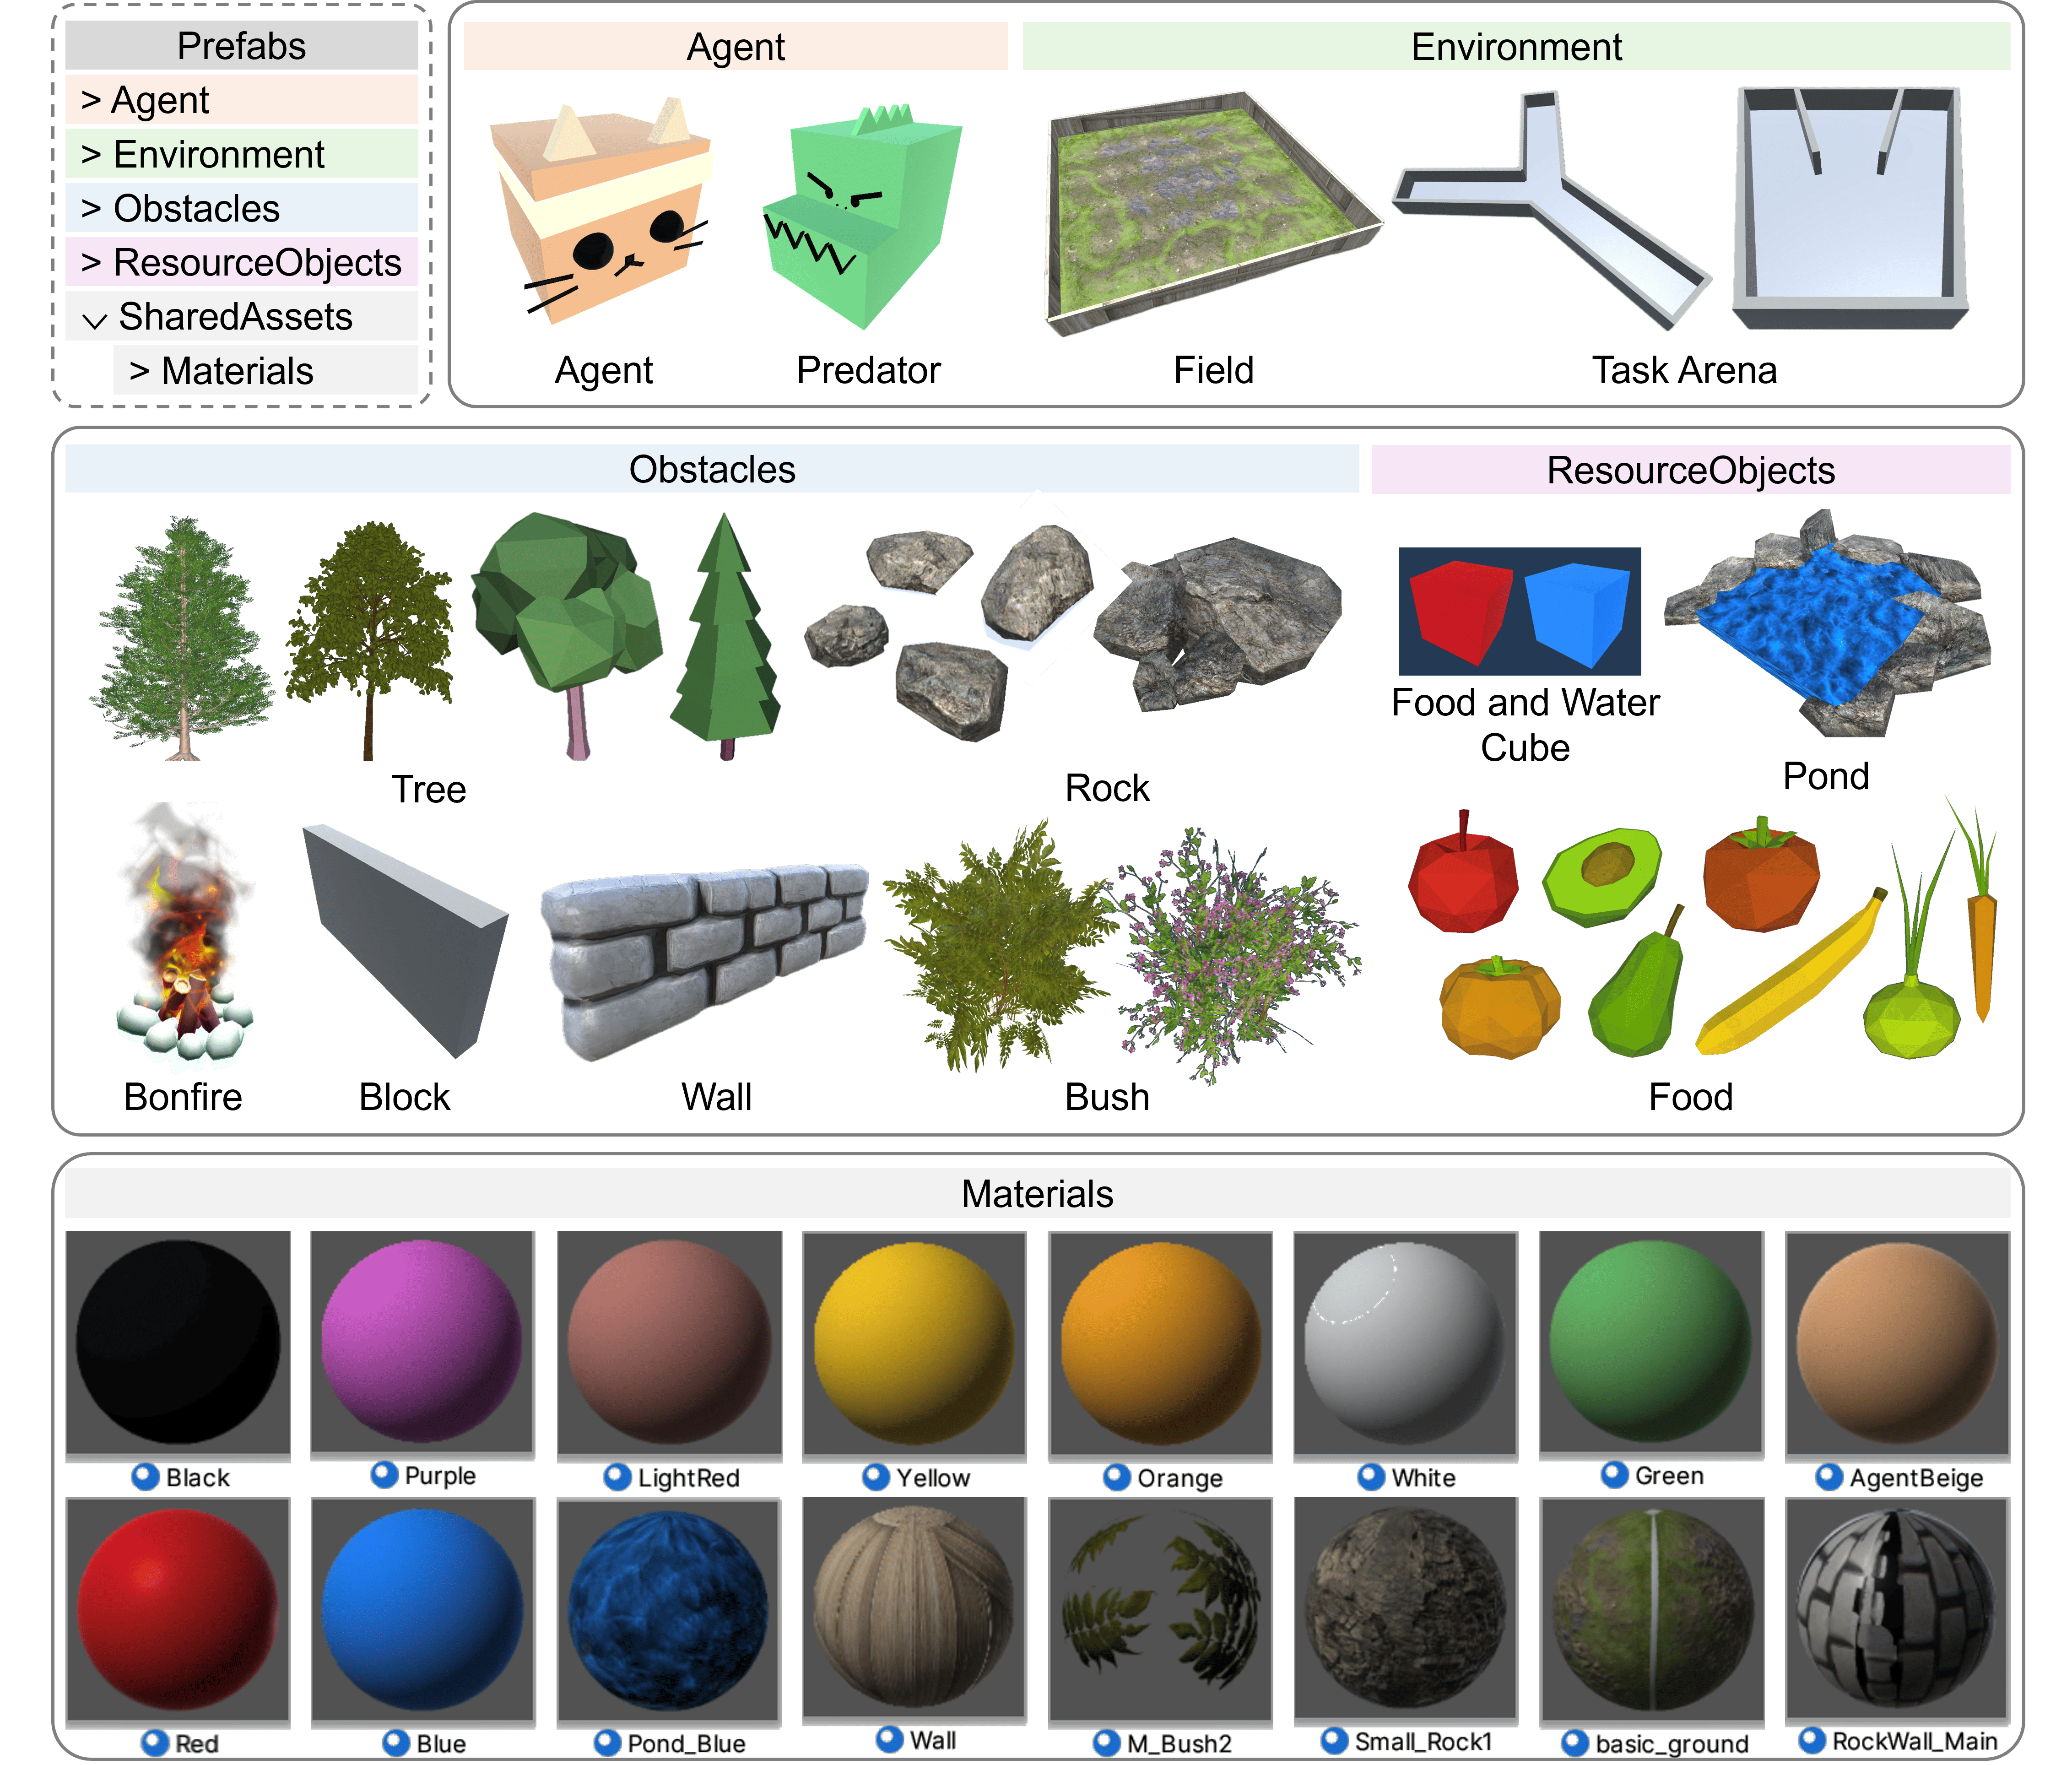 Prefabs
> Agent
> Environment
> Obstacles
> ResourceObjects
SharedAssets
> Materials
Agent
Environment
Agent
Predator
Field
Task Arena
Obstacles
ResourceObjects
Tree
Rock
Food and Water
Cube
Pond
Bonfire
Block
Wall
Bush
Food
Materials
Black
Purple
LightRed
Yellow
Orange
White
Green
AgentBeige
Red
Blue
Pond_Blue
Wall
M_Bush2
Small_Rock1
basic_ground
RockWall_Main